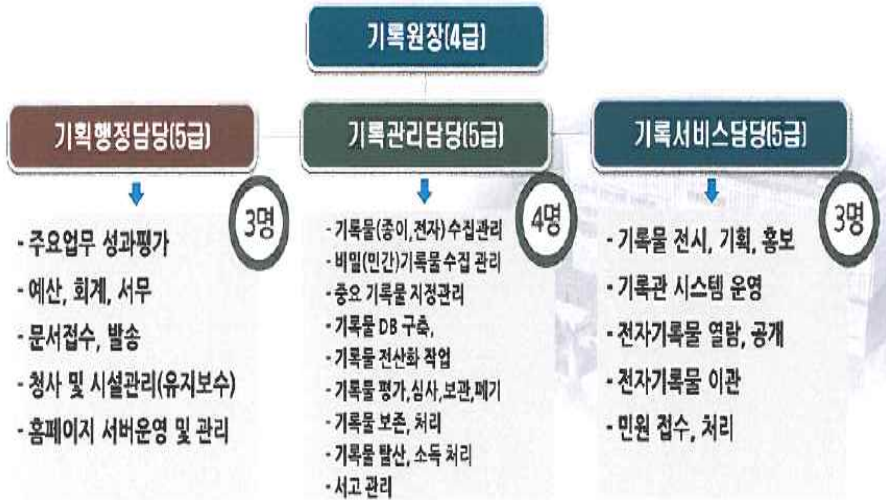 기록원장(4급)
기획행정담당(5급)
3명
- 주요업무 성과평가
- 예산, 회계, 서무
- 문서접수, 발송
- 청사 및 시설관리(유지보수)
- 홈페이지 서버운영 및 관리
기록관리담당(5급)
4명
- 기록물(종이,전자) 수집관리
- 비밀(민간)기록물 수집 관리
- 중요 기록물 지정관리
- 기록물 DB 구축,
- 기록물 전산화 작업
- 기록물 평가,심사,보관,폐기
- 기록물 보존, 처리
- 기록물 탈산, 소독 처리
- 서고 관리
기록서비스담당(5급)
3명
- 기록물 전시, 기획, 홍보
- 기록관 시스템 운영
- 전자기록물 열람, 공개
- 전자기록물 이관
- 민원 접수, 처리